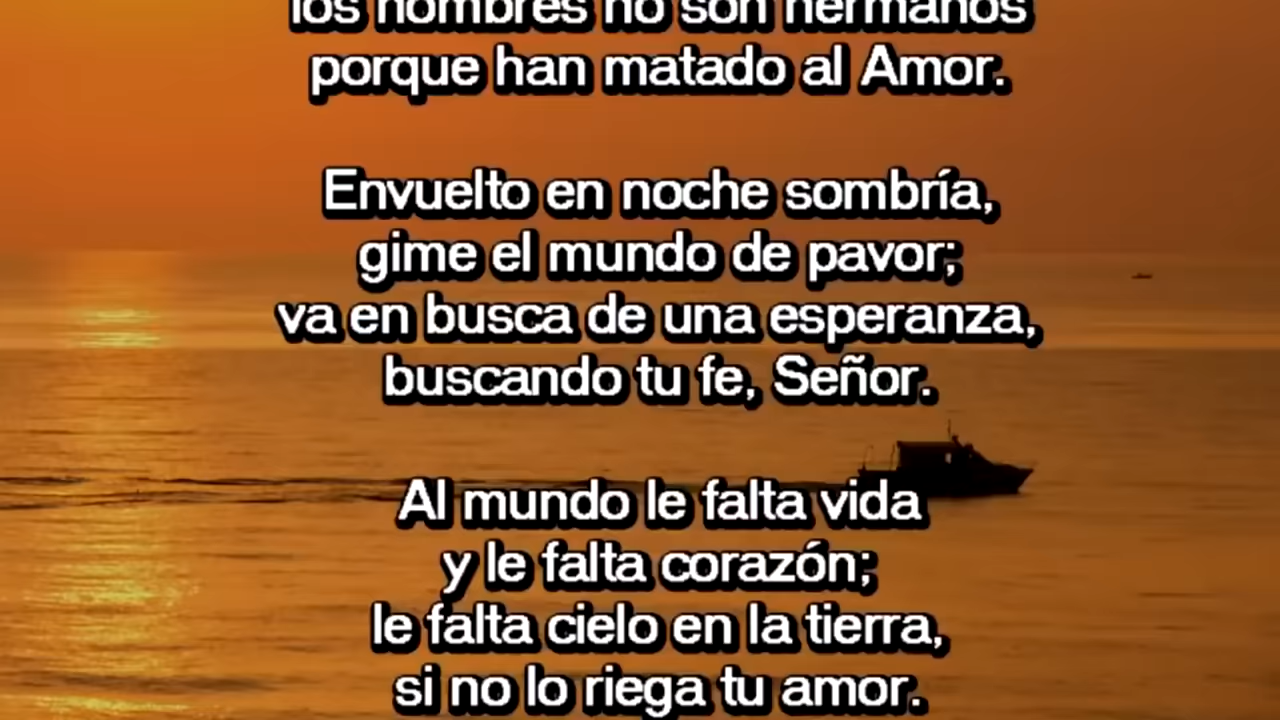 los hombres no son hermanos
porque han matado al Amor.
Envuelto en noche sombría,
gime el mundo de pavor;
va en busca de una esperanza,
buscando tu fe, Señor.
Al mundo le falta vida
y le falta corazón;
le falta cielo en la tierra,
si no lo riega tu amor.